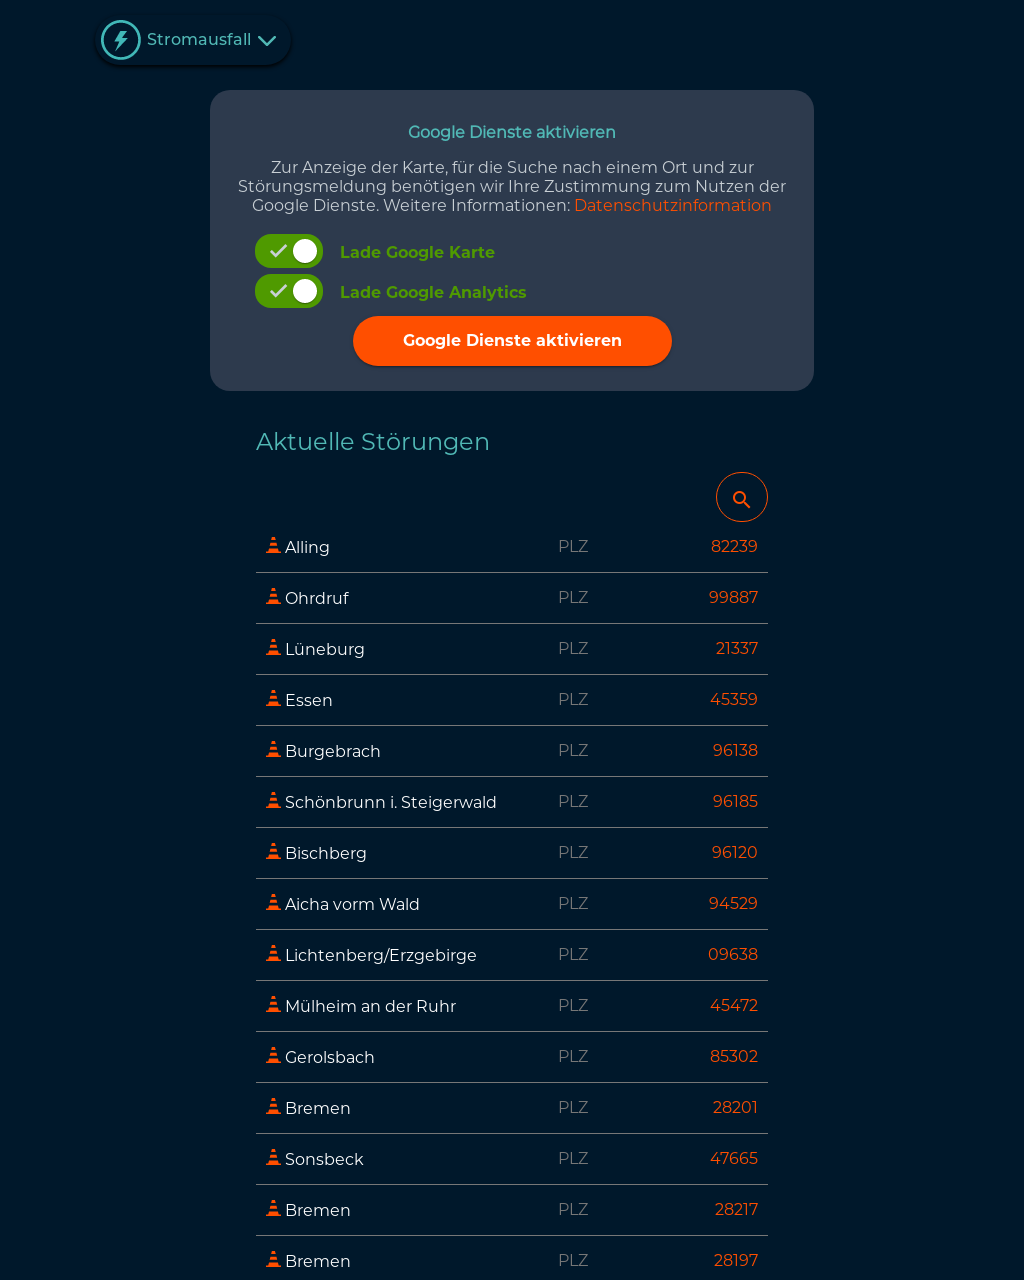 Stromausfall
Google Dienste aktivieren
Zur Anzeige der Karte, für die Suche nach einem Ort und zur
Störungsmeldung benötigen wir Ihre Zustimmung zum Nutzen der
Google Dienste. Weitere Informationen: Datenschutzinformation
Lade Google Karte
Lade Google Analytics
Google Dienste aktivieren
Aktuelle Störungen
Alling PLZ 82239
Ohrdruf PLZ 99887
Lüneburg PLZ 21337
Essen PLZ 45359
Burgebrach PLZ 96138
Schönbrunn i. Steigerwald PLZ 96185
Bischberg PLZ 96120
Aicha vorm Wald PLZ 94529
Lichtenberg/Erzgebirge PLZ 09638
Mülheim an der Ruhr PLZ 45472
Gerolsbach PLZ 85302
Bremen PLZ 28201
Sonsbeck PLZ 47665
Bremen PLZ 28217
Bremen PLZ 28197